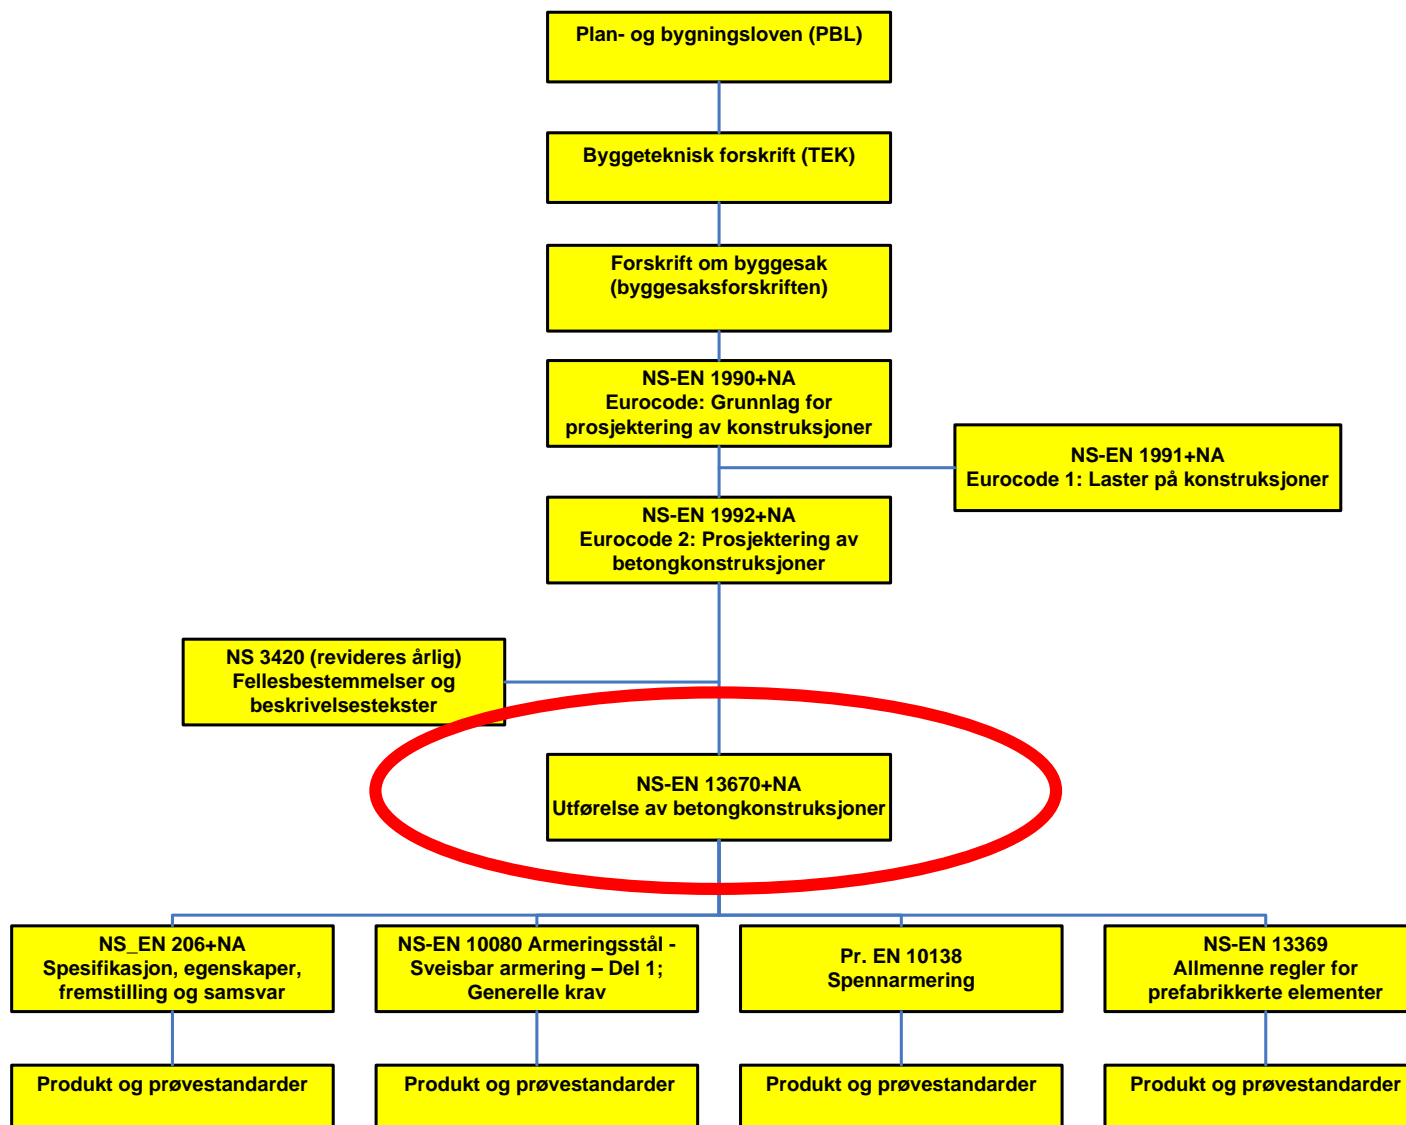 Plan- og bygningsloven (PBL)
Byggeteknisk forskrift (TEK)
Forskrift om byggesak
(byggesaksforskriften)
NS-EN 1990+NA
Eurocode: Grunnlag for
prosjektering av konstruksjoner
NS-EN 1991+NA
Eurocode 1: Laster på konstruksjoner
NS-EN 1992+NA
Eurocode 2: Prosjektering av
betongkonstruksjoner
NS 3420 (revideres årlig)
Fellesbestemmelser og
beskrivelsestekster
NS-EN 13670+NA
Utførelse av betongkonstruksjoner
NS_EN 206+NA
Spesifikasjon, egenskaper,
fremstilling og samsvar
NS-EN 10080 Armeringsstål -
Sveisbar armering – Del 1;
Generelle krav
Pr. EN 10138
Spennarmering
NS-EN 13369
Allmenne regler for
prefabrikkerte elementer
Produkt og prøvestandarder
Produkt og prøvestandarder
Produkt og prøvestandarder
Produkt og prøvestandarder